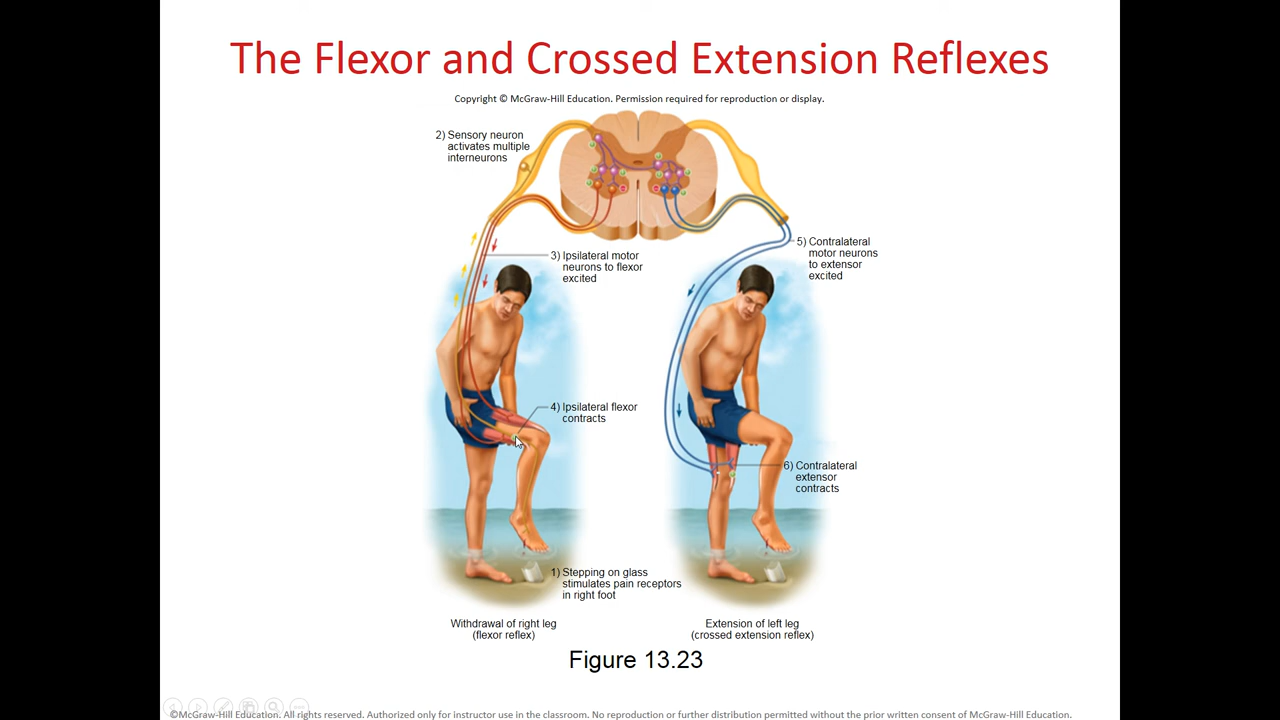 The Flexor and Crossed Extension Reflexes
Copyright © McGraw-Hill Education. Permission required for reproduction or display.
2) Sensory neuron
activates multiple
interneurons
3) Ipsilateral motor
neurons to flexor
excited
4) Ipsilateral flexor
contracts
1) Stepping on glass
stimulates pain receptors
in right foot
Withdrawal of right leg
(flexor reflex)
5) Contralateral
motor neurons
to extensor
excited
6) Contralateral
extensor
contracts
Extension of left leg
(crossed extension reflex)
Figure 13.23
©McGraw-Hill Education. All rights reserved. Authorized only for instructor use in the classroom. No reproduction or further distribution permitted without the prior written consent of McGraw-Hill Education.